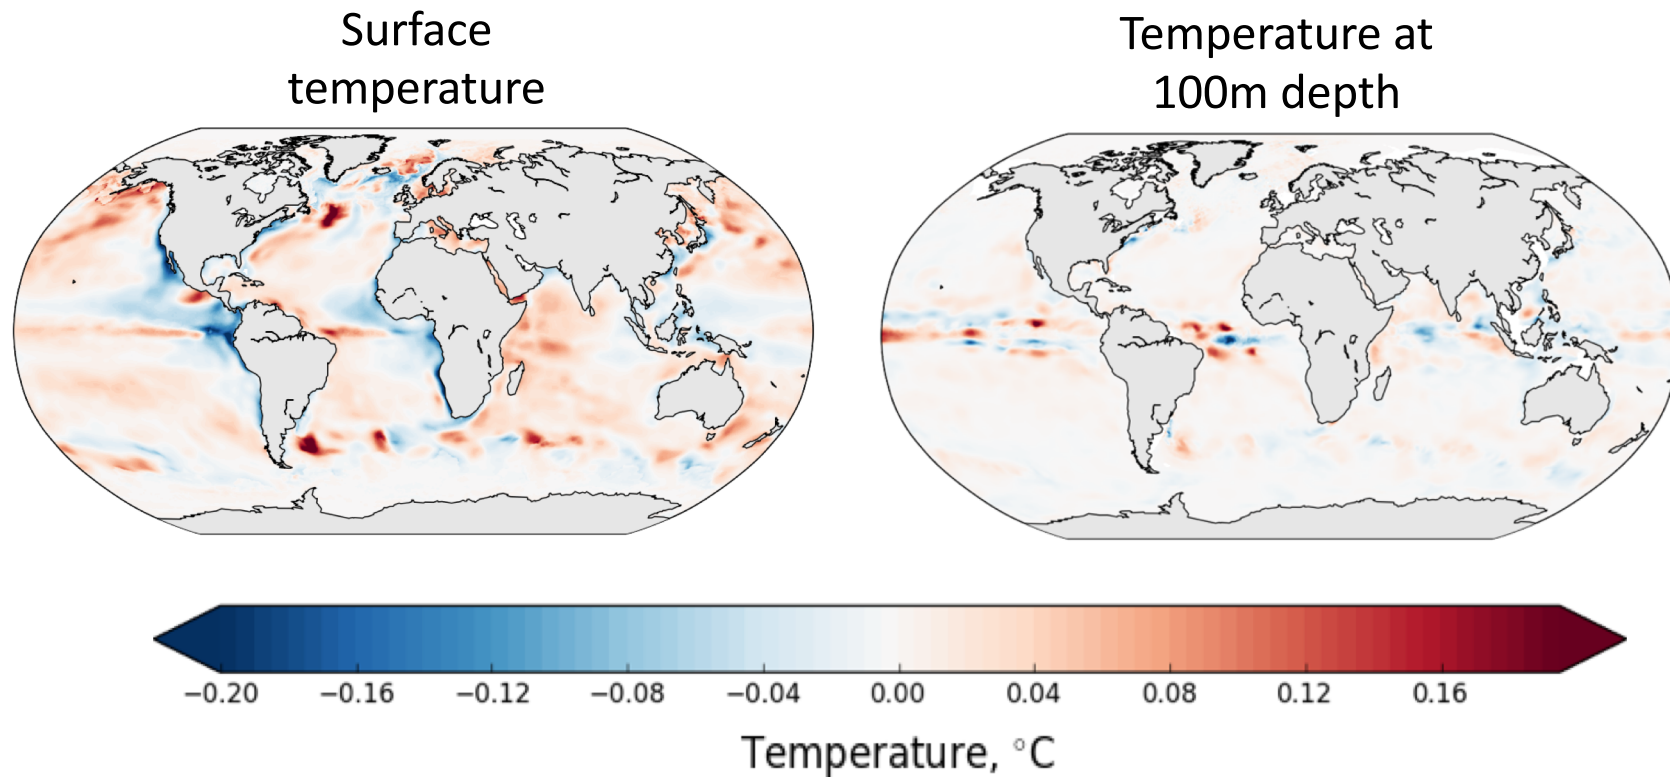 Surface
temperature
Temperature at
100m depth
−0.20 −0.16 −0.12 −0.08 −0.04 0.00 0.04 0.08 0.12 0.16
Temperature, °C